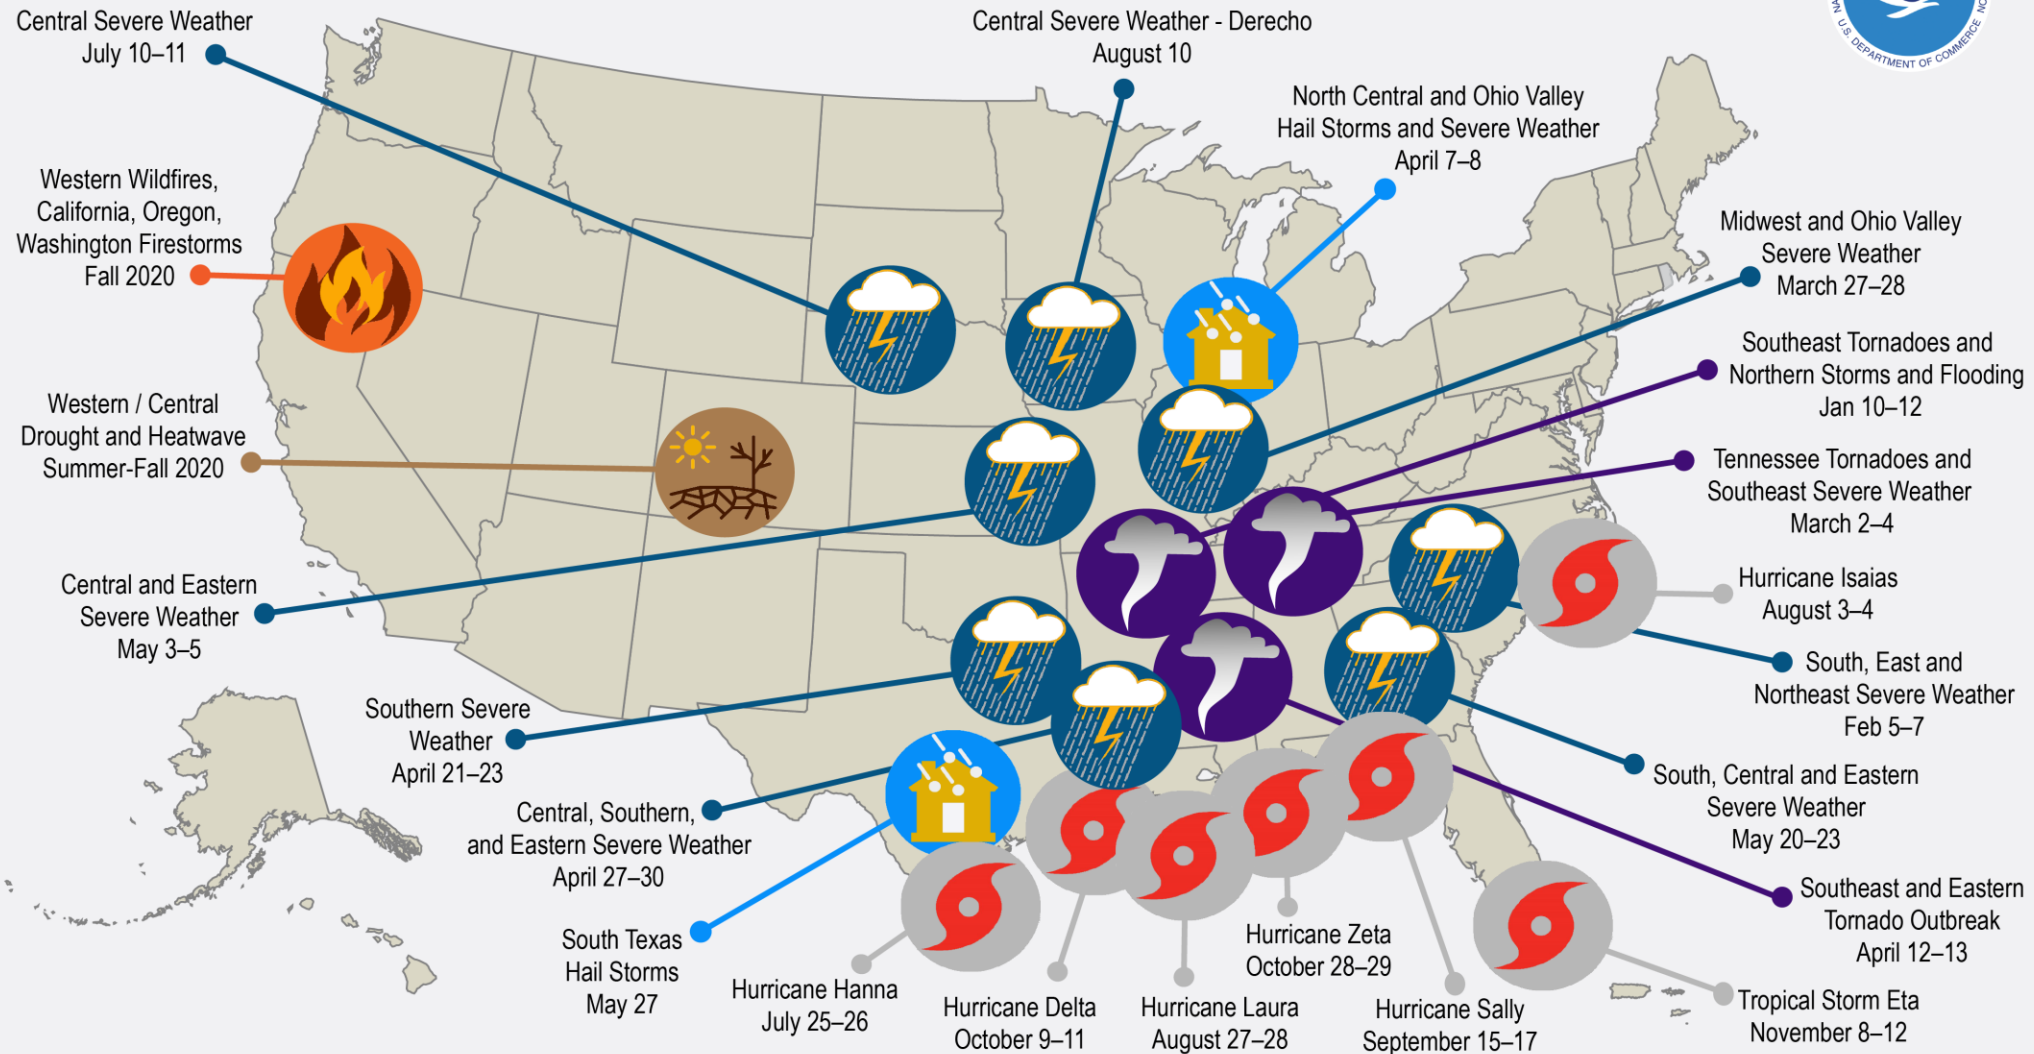 Central Severe Weather
July 10–11
Central Severe Weather - Derecho
August 10
U.S. DEPARTMENT OF COMMERCE
North Central and Ohio Valley
Hail Storms and Severe Weather
April 7–8
Western Wildfires,
California, Oregon,
Washington Firestorms
Fall 2020
Midwest and Ohio Valley
Severe Weather
March 27–28
Southeast Tornadoes and
Northern Storms and Flooding
Jan 10–12
Western / Central
Drought and Heatwave
Summer-Fall 2020
Tennessee Tornadoes and
Southeast Severe Weather
March 2–4
Central and Eastern
Severe Weather
May 3–5
Hurricane Isaias
August 3–4
South, East and
Northeast Severe Weather
Feb 5–7
Southern Severe
Weather
April 21–23
South, Central and Eastern
Severe Weather
May 20–23
Central, Southern,
and Eastern Severe Weather
April 27–30
Southeast and Eastern
Tornado Outbreak
April 12–13
South Texas
Hail Storms
May 27
Hurricane Hanna
July 25–26
Hurricane Delta
October 9–11
Hurricane Laura
August 27–28
Hurricane Zeta
October 28–29
Hurricane Sally
September 15–17
Tropical Storm Eta
November 8–12